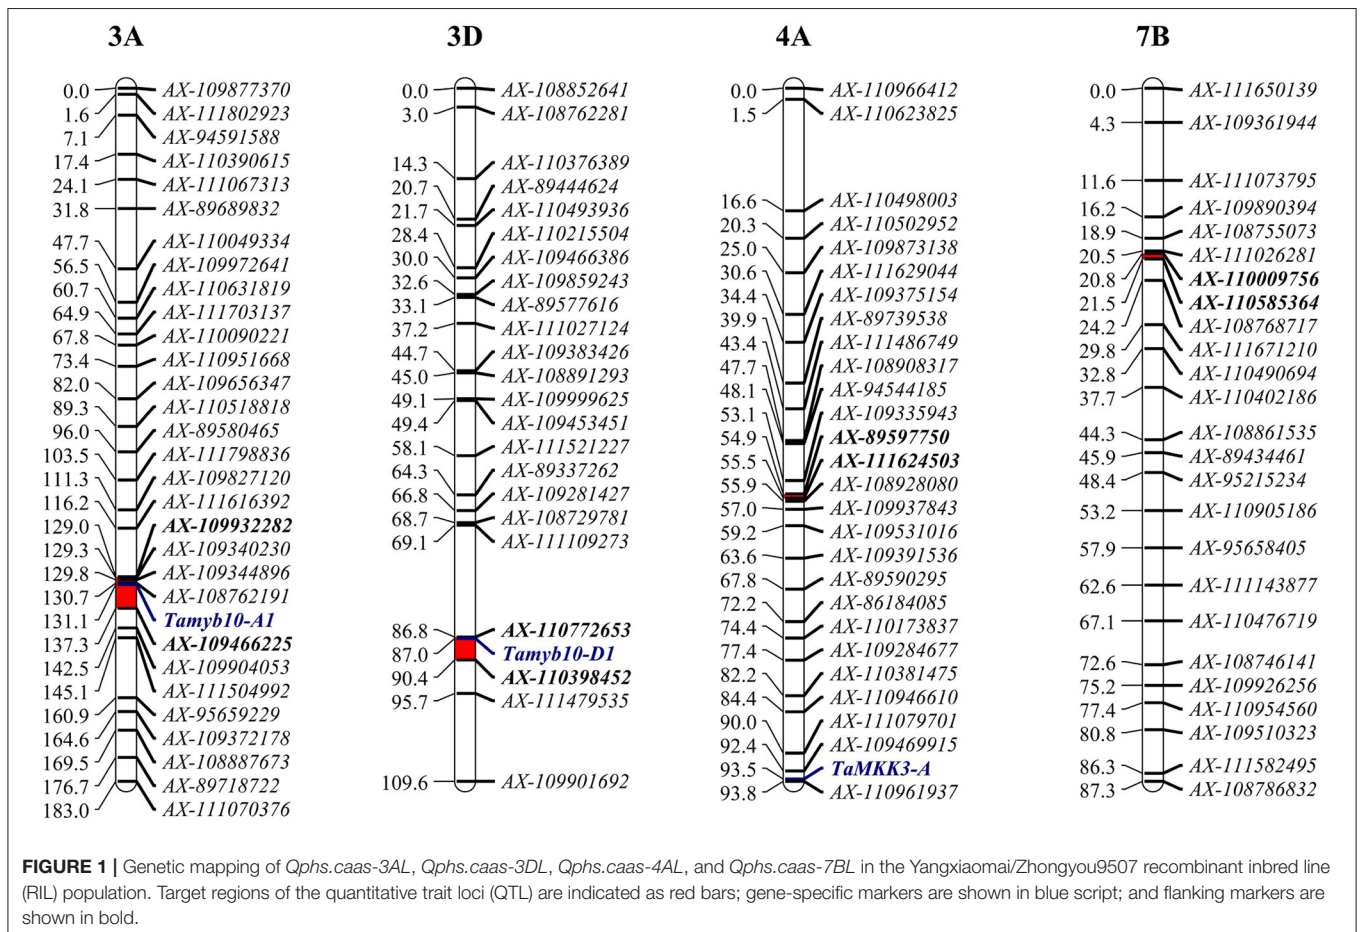 3A
0.0 AX-109877370
1.6 AX-111802923
7.1 AX-94591588
17.4 AX-110390615
24.1 AX-111067313
31.8 AX-89689832
47.7 AX-110049334
56.5 AX-109972641
60.7 AX-110631819
64.9 AX-111703137
67.8 AX-110090221
73.4 AX-110951668
82.0 AX-109656347
89.3 AX-110518818
96.0 AX-89580465
103.5 AX-111798836
111.3 AX-109827120
116.2 AX-111616392
129.0 AX-109932282
129.3 AX-109340230
129.8 AX-109344896
130.7 AX-108762191
131.1 Tamyb10-A1
137.3 AX-109466225
142.5 AX-109904053
145.1 AX-111504992
160.9 AX-95659229
164.6 AX-109372178
169.5 AX-108887673
176.7 AX-89718722
183.0 AX-111070376
3D
0.0 AX-108852641
3.0 AX-108762281
14.3 AX-110376389
20.7 AX-89444624
21.7 AX-110493936
28.4 AX-110215504
30.0 AX-109466386
32.6 AX-109859243
33.1 AX-89577616
37.2 AX-111027124
44.7 AX-109383426
45.0 AX-108891293
49.1 AX-109999625
49.4 AX-109453451
58.1 AX-111521227
64.3 AX-89337262
66.8 AX-109281427
68.7 AX-108729781
69.1 AX-111109273
86.8 AX-110772653
87.0 Tamyb10-D1
90.4 AX-110398452
95.7 AX-111479535
109.6 AX-109901692
4A
0.0 AX-110966412
1.5 AX-110623825
16.6 AX-110498003
20.3 AX-110502952
25.0 AX-109873138
30.6 AX-111629044
34.4 AX-109375154
39.9 AX-89739538
43.4 AX-111486749
47.7 AX-108908317
48.1 AX-94544185
53.1 AX-109335943
54.9 AX-89597750
55.5 AX-111624503
55.9 AX-108928080
57.0 AX-109937843
59.2 AX-109531016
63.6 AX-109391536
67.8 AX-89590295
72.2 AX-86184085
74.4 AX-110173837
77.4 AX-109284677
82.2 AX-110381475
84.4 AX-110946610
90.0 AX-111079701
92.4 AX-109469915
93.5 TaMKK3-A
93.8 AX-110961937
7B
0.0 AX-111650139
4.3 AX-109361944
11.6 AX-111073795
16.2 AX-109890394
18.9 AX-108755073
20.5 AX-111026281
20.8 AX-110009756
21.5 AX-110585364
24.2 AX-108768717
29.8 AX-111671210
32.8 AX-110490694
37.7 AX-110402186
44.3 AX-108861535
45.9 AX-89434461
48.4 AX-95215234
53.2 AX-110905186
57.9 AX-95658405
62.6 AX-111143877
67.1 AX-110476719
72.6 AX-108746141
75.2 AX-109926256
77.4 AX-110954560
80.8 AX-109510323
86.3 AX-111582495
87.3 AX-108786832
FIGURE 1 | Genetic mapping of Qphs.caas-3AL, Qphs.caas-3DL, Qphs.caas-4AL, and Qphs.caas-7BL in the Yangxiaomai/Zhongyou9507 recombinant inbred line
(RIL) population. Target regions of the quantitative trait loci (QTL) are indicated as red bars; gene-specific markers are shown in blue script; and flanking markers are
shown in bold.